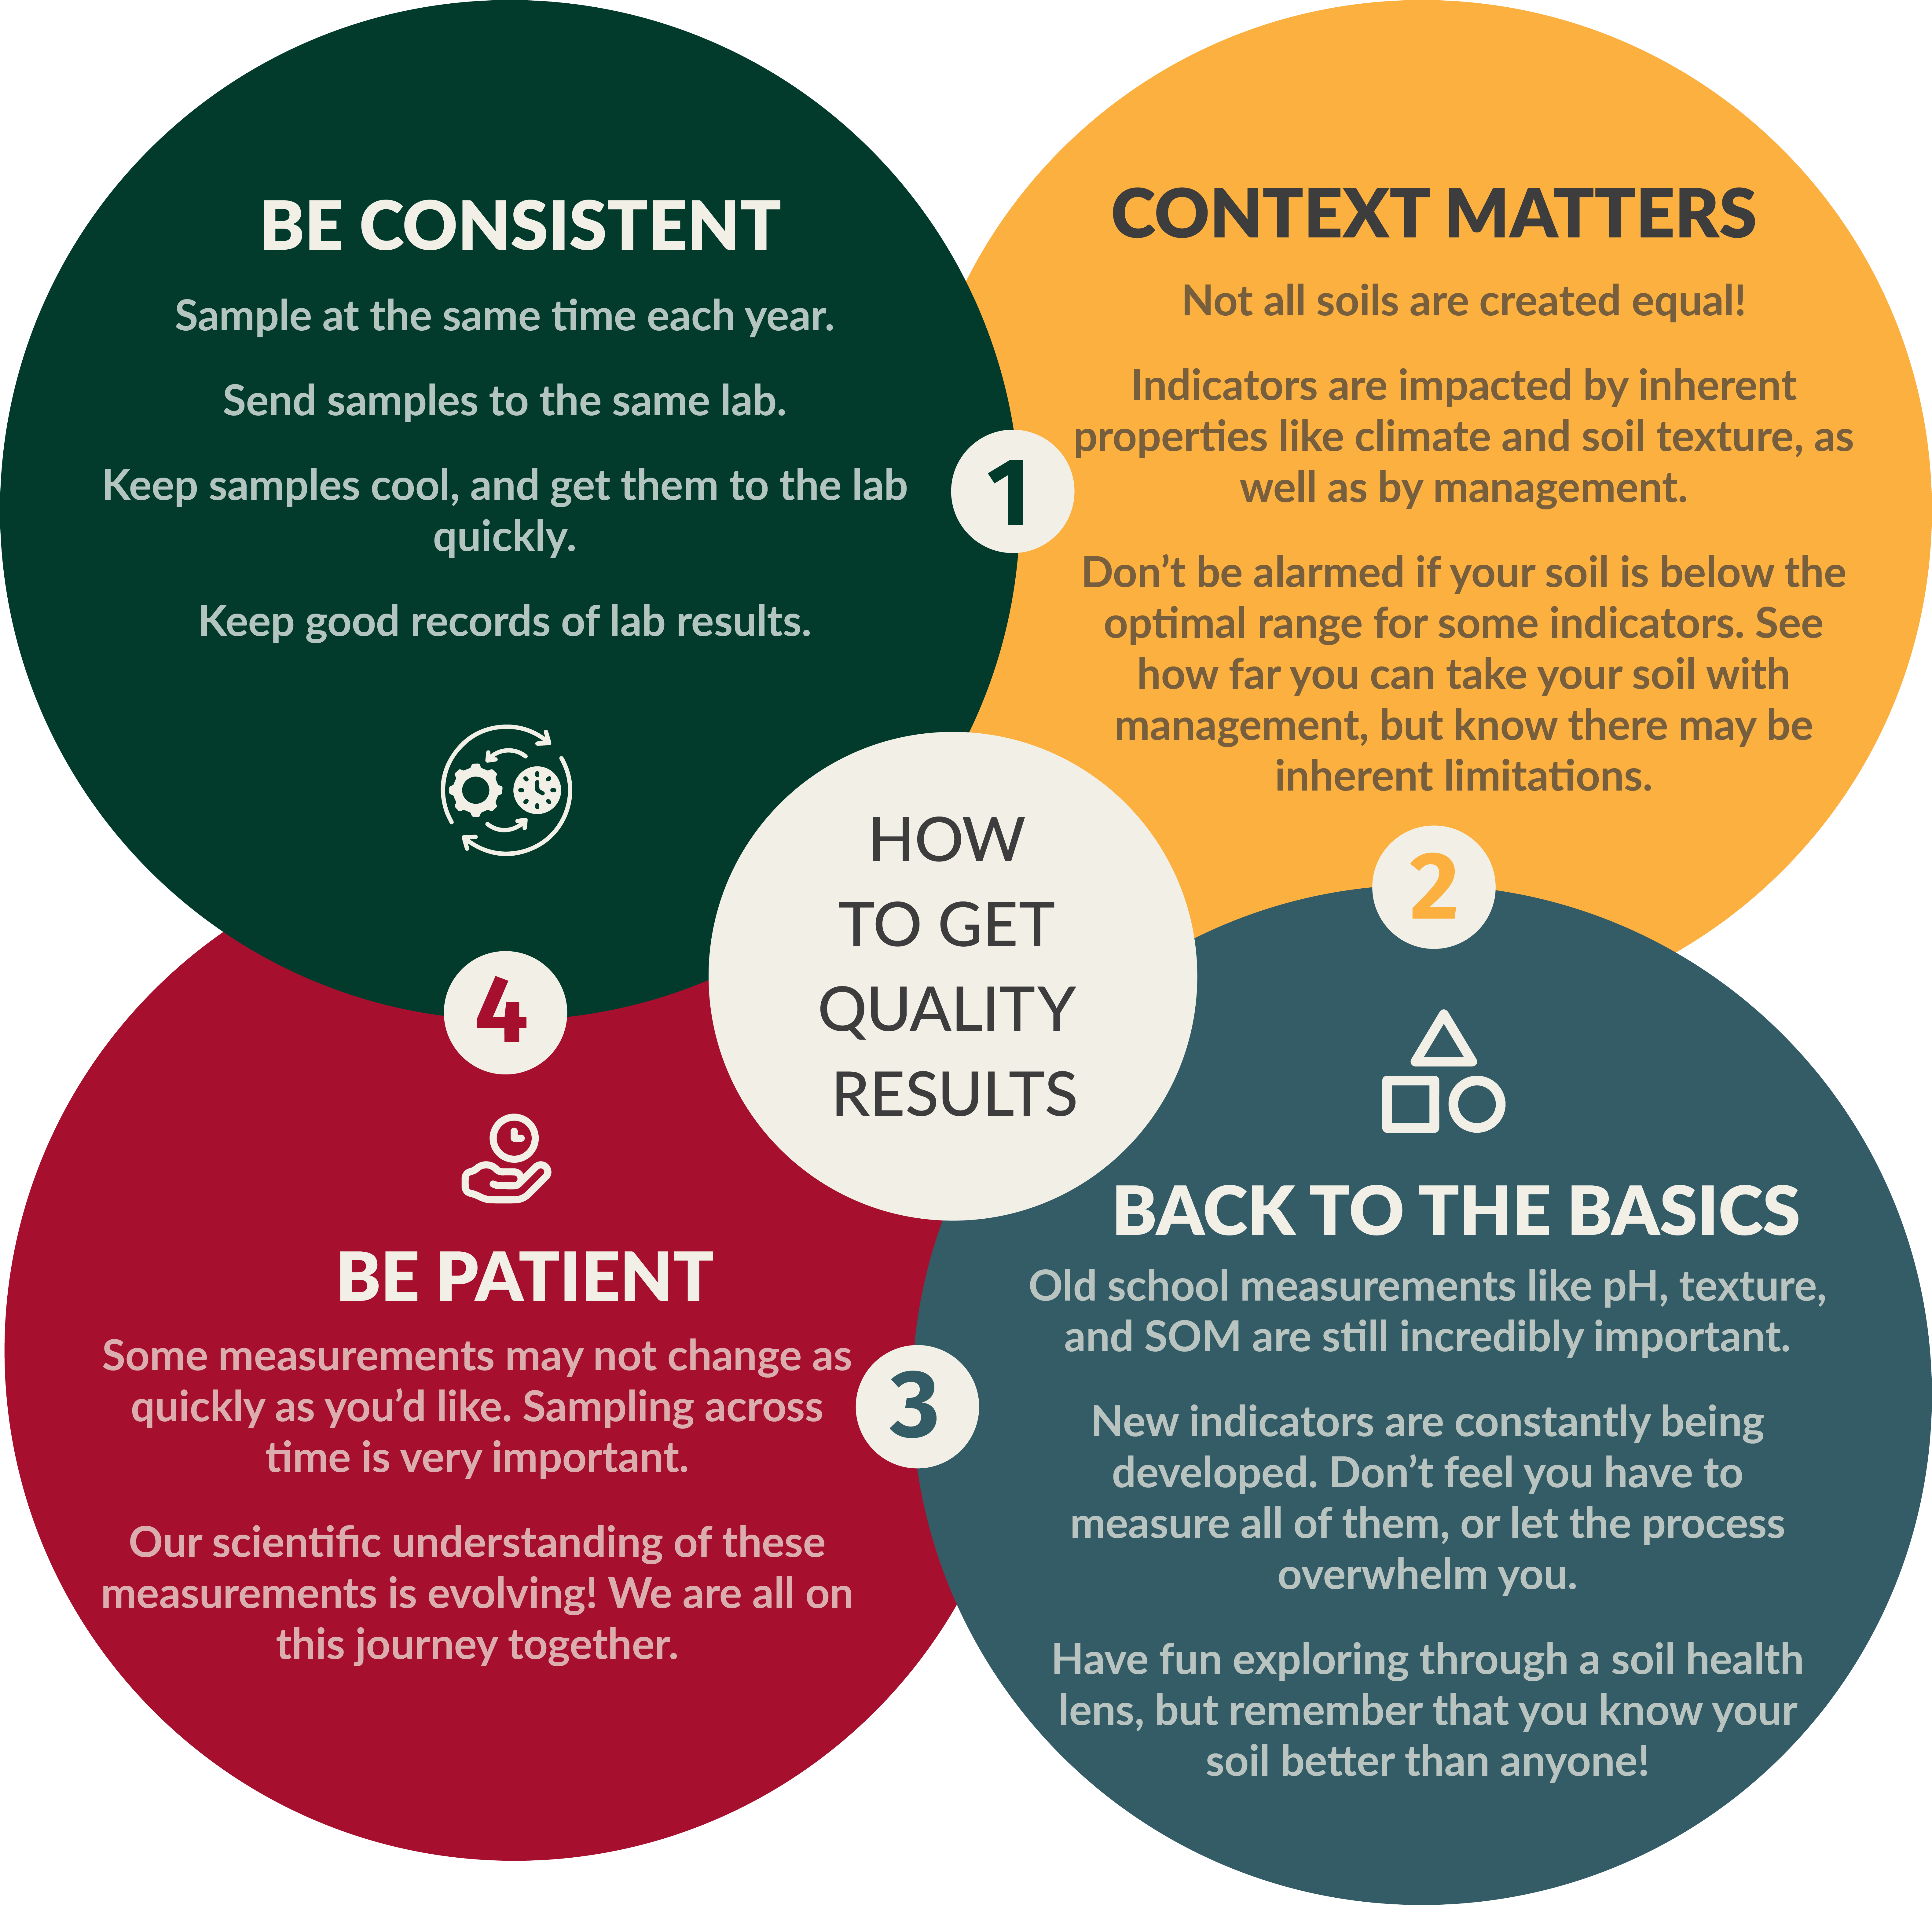 BE CONSISTENT
Sample at the same time each year.
Send samples to the same lab.
Keep samples cool, and get them to the lab
quickly.
Keep good records of lab results.
1
CONTEXT MATTERS
Not all soils are created equal!
Indicators are impacted by inherent
properties like climate and soil texture, as
well as by management.
Don’t be alarmed if your soil is below the
optimal range for some indicators. See
how far you can take your soil with
management, but know there may be
inherent limitations.
2
HOW
TO GET
QUALITY
RESULTS
BACK TO THE BASICS
Old school measurements like pH, texture,
and SOM are still incredibly important.
New indicators are constantly being
developed. Don’t feel you have to
measure all of them, or let the process
overwhelm you.
Have fun exploring through a soil health
lens, but remember that you know your
soil better than anyone!
3
4
BE PATIENT
Some measurements may not change as
quickly as you’d like. Sampling across
time is very important.
Our scientific understanding of these
measurements is evolving! We are all on
this journey together.